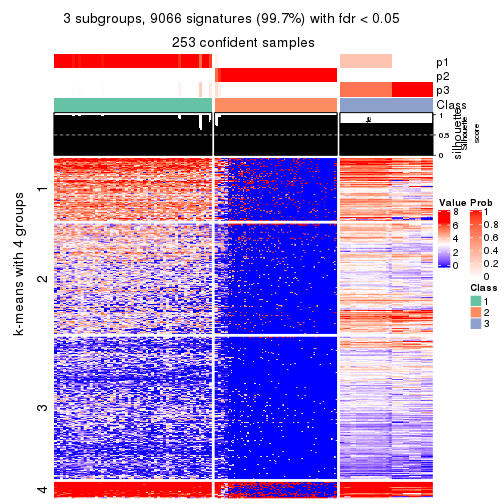 3 subgroups, 9066 signatures (99.7%) with fdr < 0.05
253 confident samples
p1
p2
p3
Class
1
0.5
0
silhouette
Silhouette
score
k-means with 4 groups
1
2
3
4
Value
8
6
4
2
0
Prob
1
0.8
0.6
0.4
0.2
0
Class
1
2
3